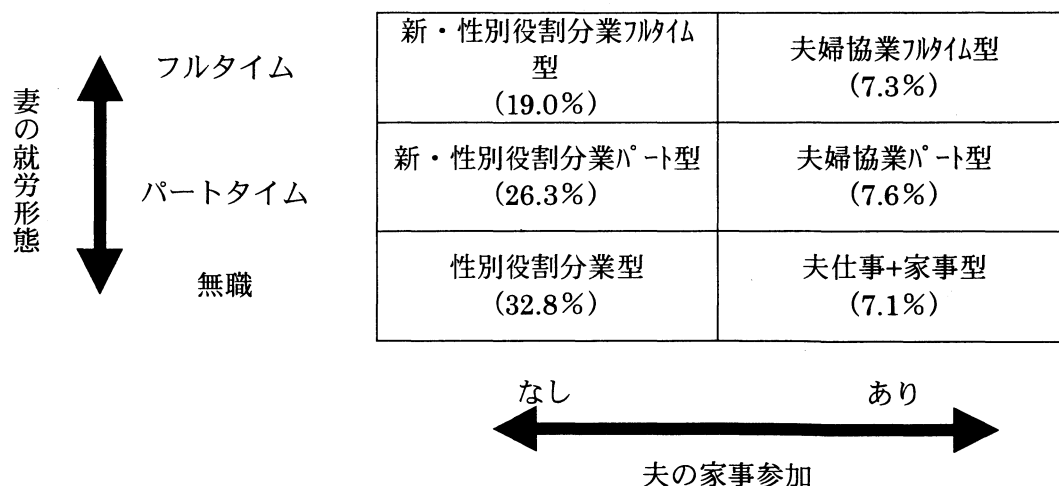 妻の就労形態
フルタイム
パートタイム
無職
新・性別役割分業ﾌﾙﾀｲﾑ
型
(19.0%)
夫婦協業ﾌﾙﾀｲﾑ型
(7.3%)
新・性別役割分業ﾊﾟｰﾄ型
(26.3%)
夫婦協業ﾊﾟｰﾄ型
(7.6%)
性別役割分業型
(32.8%)
夫仕事+家事型
(7.1%)
なし
あり
夫の家事参加